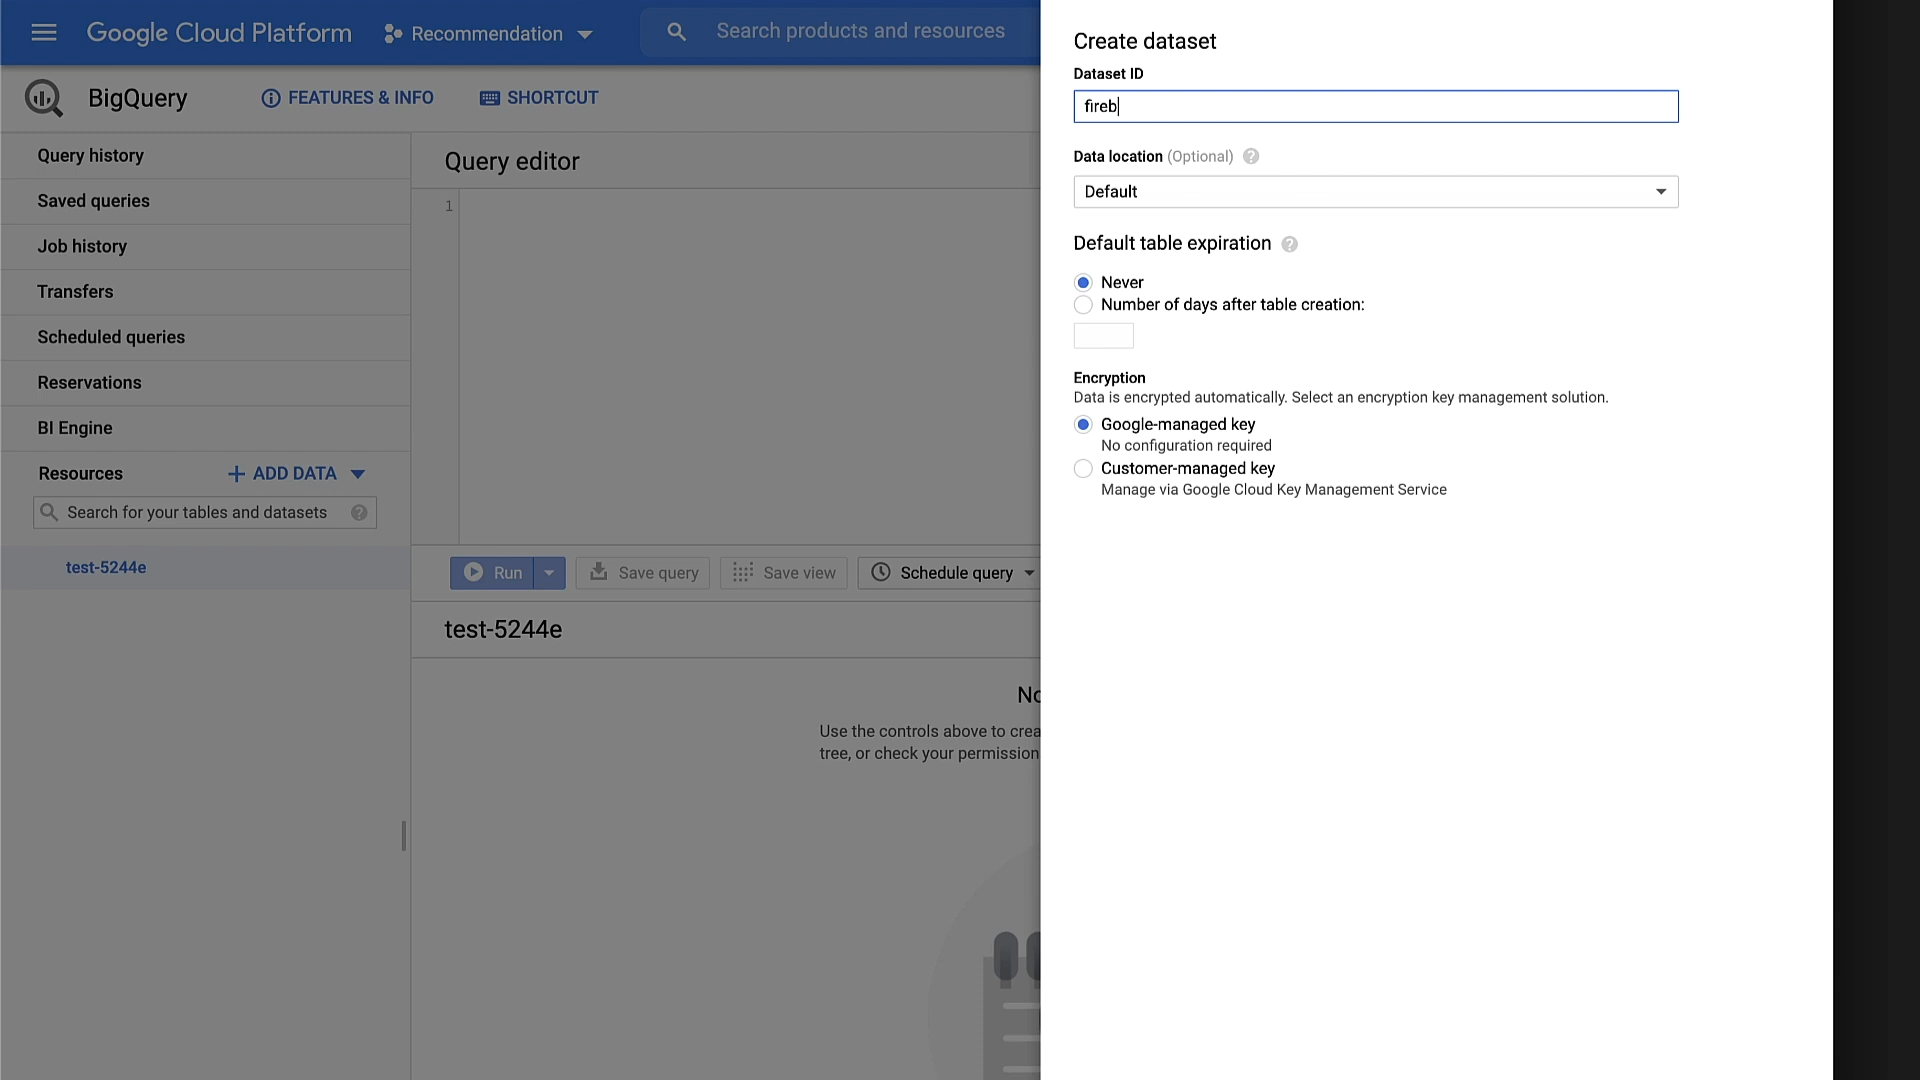 Google Cloud Platform
Recommendation
Search products and resources
BigQuery
FEATURES & INFO
SHORTCUT
Query history
Saved queries
Job history
Transfers
Scheduled queries
Reservations
BI Engine
Resources
ADD DATA
Search for your tables and datasets
test-5244e
Query editor
1
Run
Save query
Save view
Schedule query
test-5244e
No
Use the controls above to crea
tree, or check your permission
Create dataset
Dataset ID
fireb
Data location (Optional)
Default
Default table expiration
Never
Number of days after table creation:
Encryption
Data is encrypted automatically. Select an encryption key management solution.
Google-managed key
No configuration required
Customer-managed key
Manage via Google Cloud Key Management Service